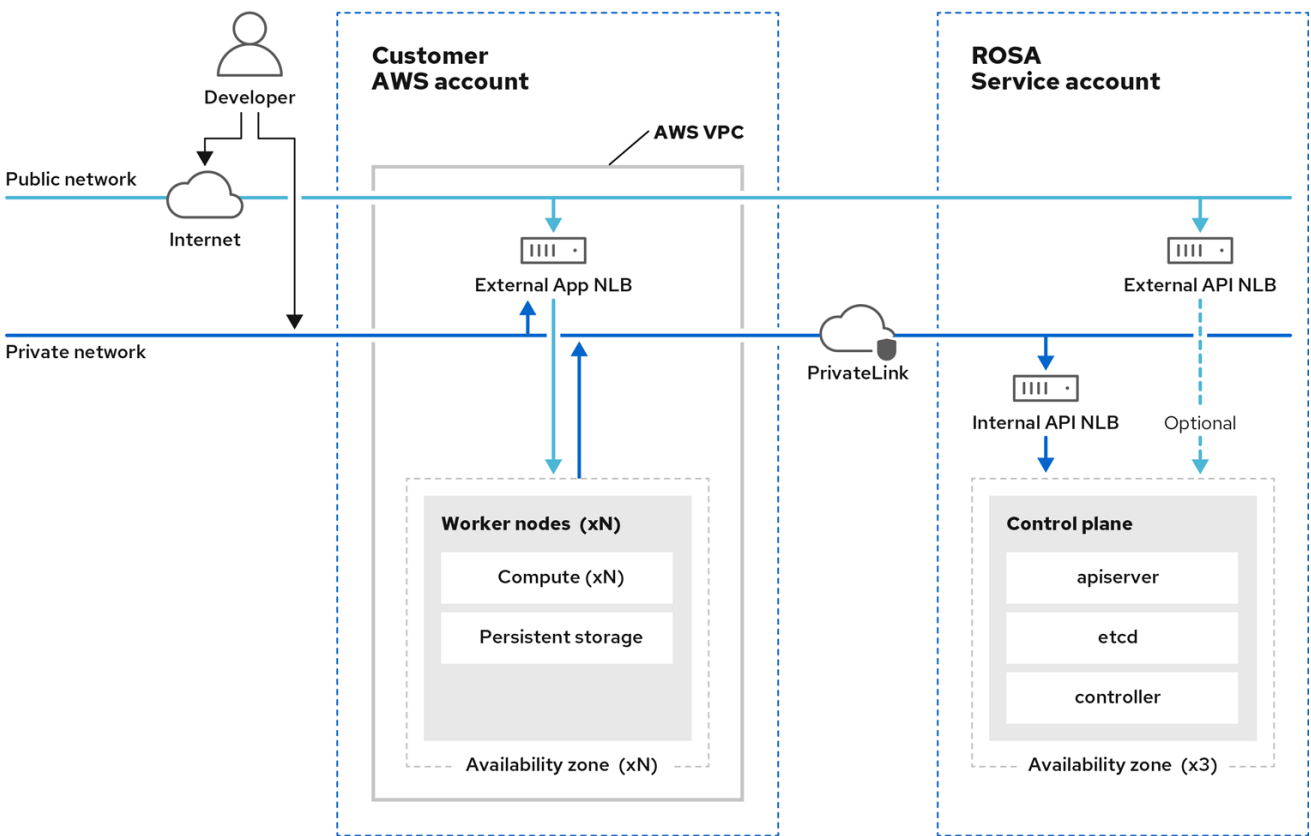 Developer
Public network
Internet
Private network
Customer
AWS account
AWS VPC
External App NLB
Worker nodes (xN)
Compute (xN)
Persistent storage
Availability zone (xN)
PrivateLink
ROSA
Service account
External API NLB
Internal API NLB
Optional
Control plane
apiserver
etcd
controller
Availability zone (x3)